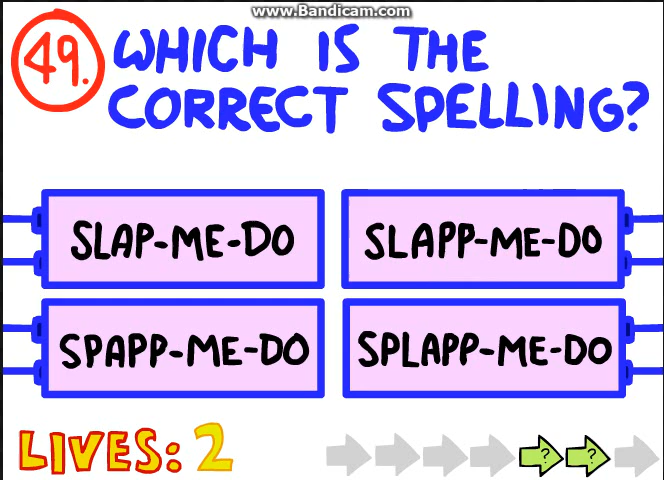 www.Bandicam.com
49. WHICH IS THE
CORRECT SPELLING?
SLAP-ME-DO
SLAPP-ME-DO
SPAPP-ME-DO
SPLAPP-ME-DO
LIVES: 2
? ?